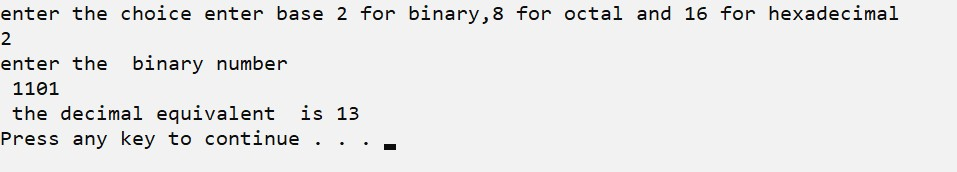 enter the choice enter base 2 for binary,8 for octal and 16 for hexadecimal
2
enter the  binary number
 1101
 the decimal equivalent  is 13
Press any key to continue . . .